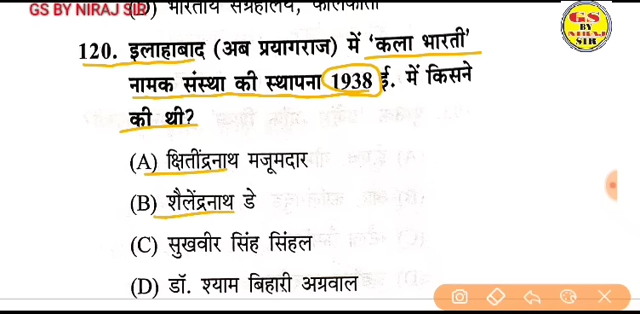 GS BY NIRAJ SIR
(D) भारतीय संग्रहालय, कोलकाता
120. इलाहाबाद (अब प्रयागराज) में ‘कला भारती’
नामक संस्था की स्थापना 1938 ई. में किसने
की थी?
(A) क्षितींद्रनाथ मजूमदार
(B) शैलेंद्रनाथ डे
(C) सुखवीर सिंह सिंहल
(D) डॉ. श्याम बिहारी अग्रवाल
GS
BY
NIRAJ
SIR